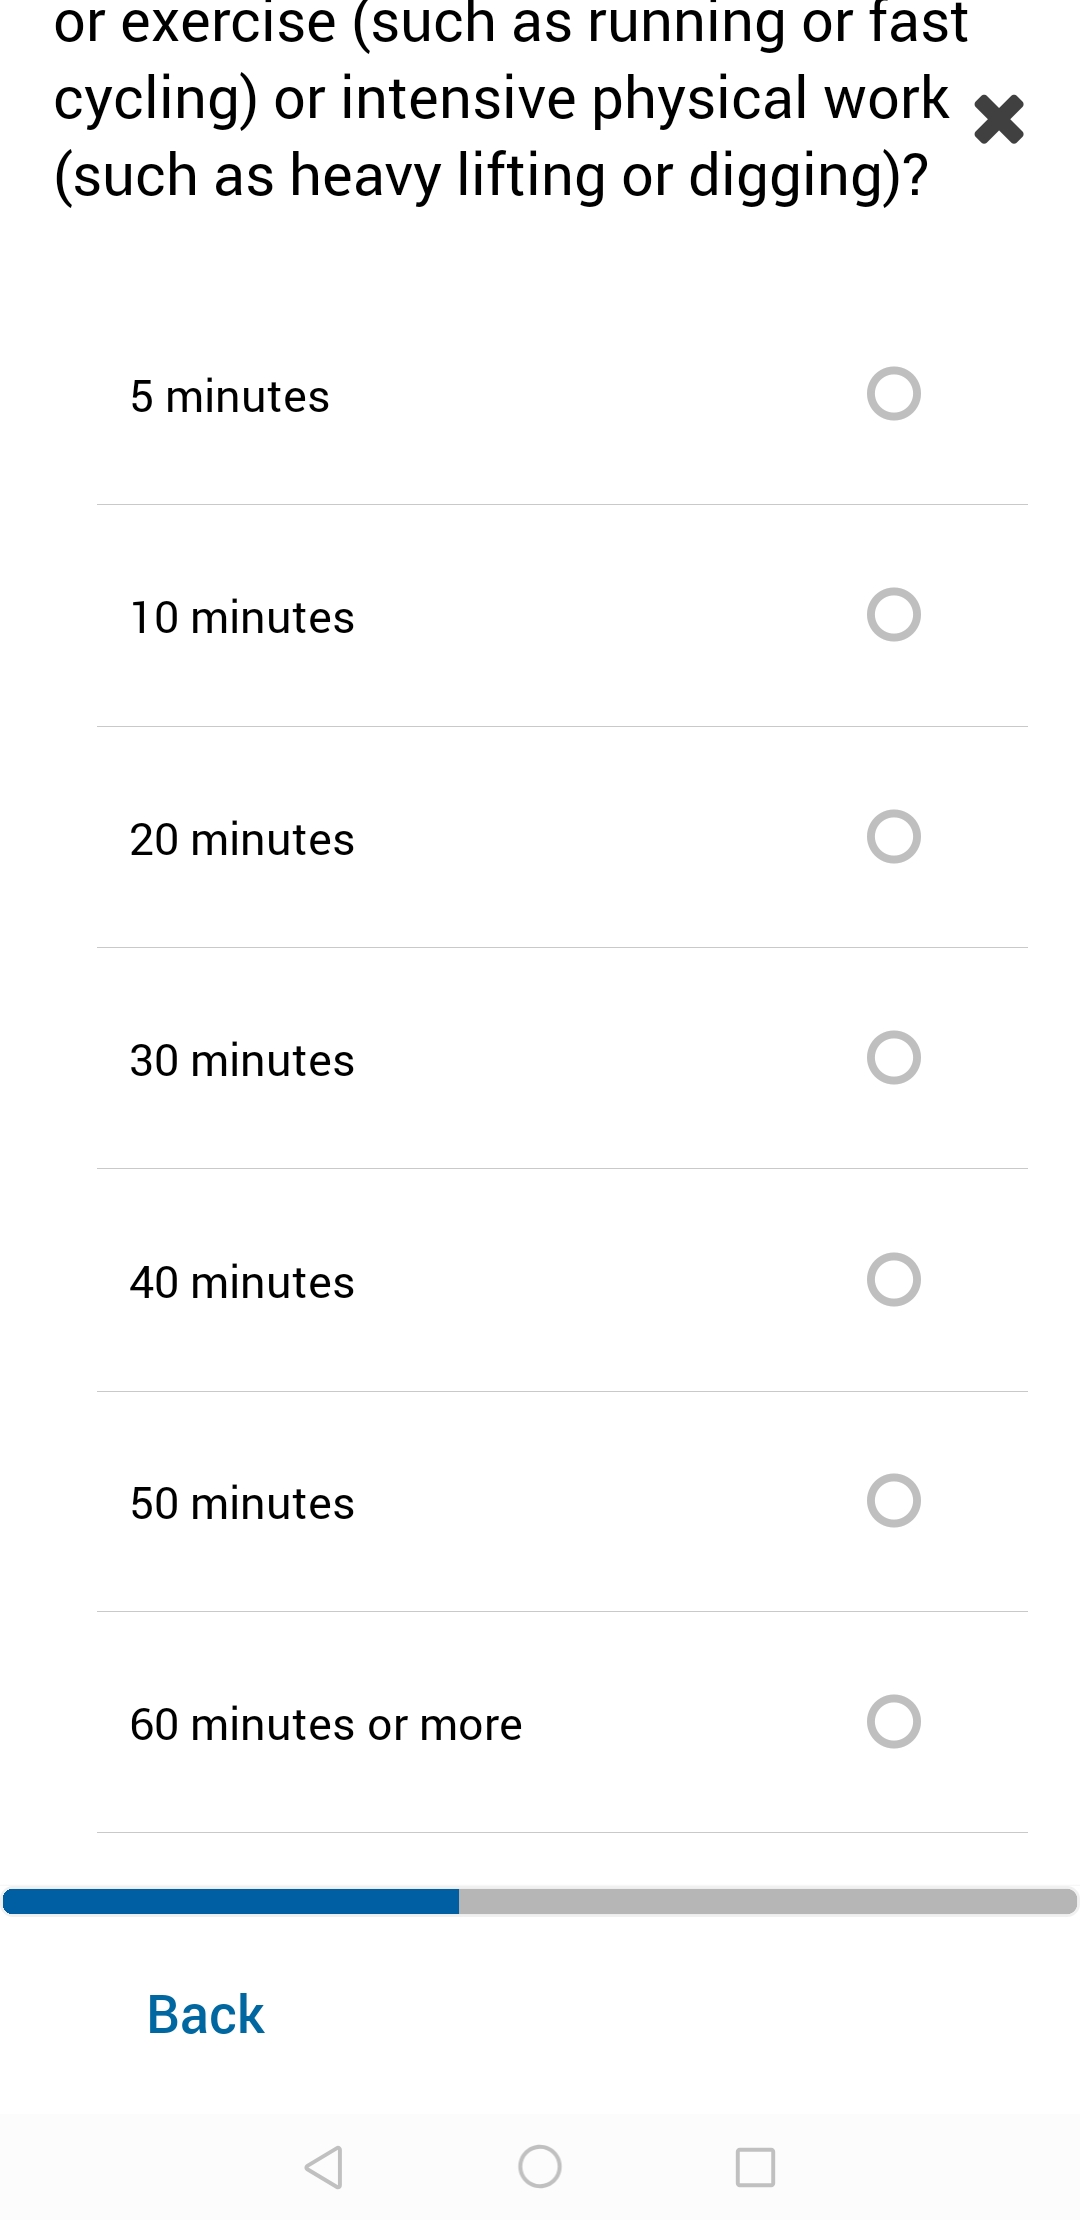 or exercise (such as running or fast
cycling) or intensive physical work
(such as heavy lifting or digging)?
5 minutes
10 minutes
20 minutes
30 minutes
40 minutes
50 minutes
60 minutes or more
Back